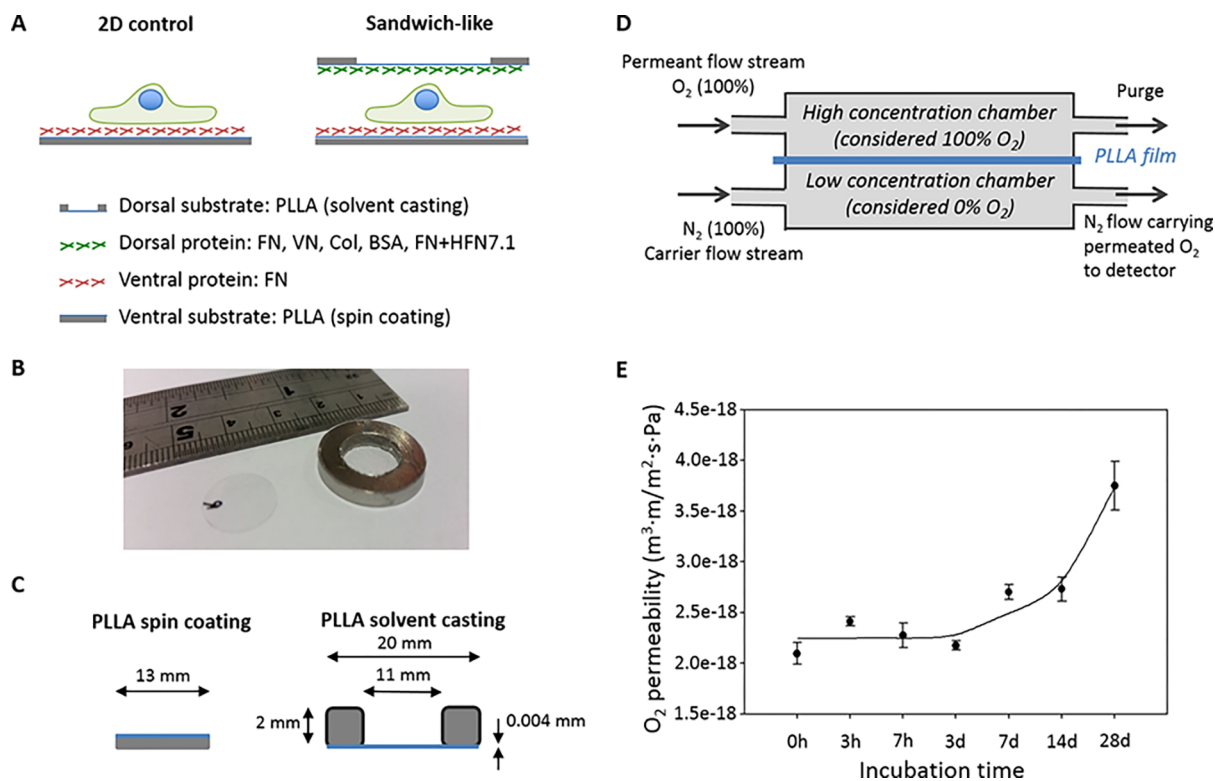 A
2D control
Sandwich-like
Dorsal substrate: PLLA (solvent casting)
Dorsal protein: FN, VN, Col, BSA, FN+HFN7.1
Ventral protein: FN
Ventral substrate: PLLA (spin coating)
B
1
2
4
5
C
PLLA spin coating
13 mm
PLLA solvent casting
20 mm
11 mm
2 mm
0.004 mm
D
Permeant flow stream
O₂ (100%)
High concentration chamber
(considered 100% O₂)
Purge
PLLA film
Low concentration chamber
(considered 0% O₂)
N₂ (100%)
Carrier flow stream
N₂ flow carrying
permeated O₂
to detector
E
O₂ permeability (m³·m/m²·s·Pa)
4.5e-18
4.0e-18
3.5e-18
3.0e-18
2.5e-18
2.0e-18
1.5e-18
0h 3h 7h 3d 7d 14d 28d
Incubation time